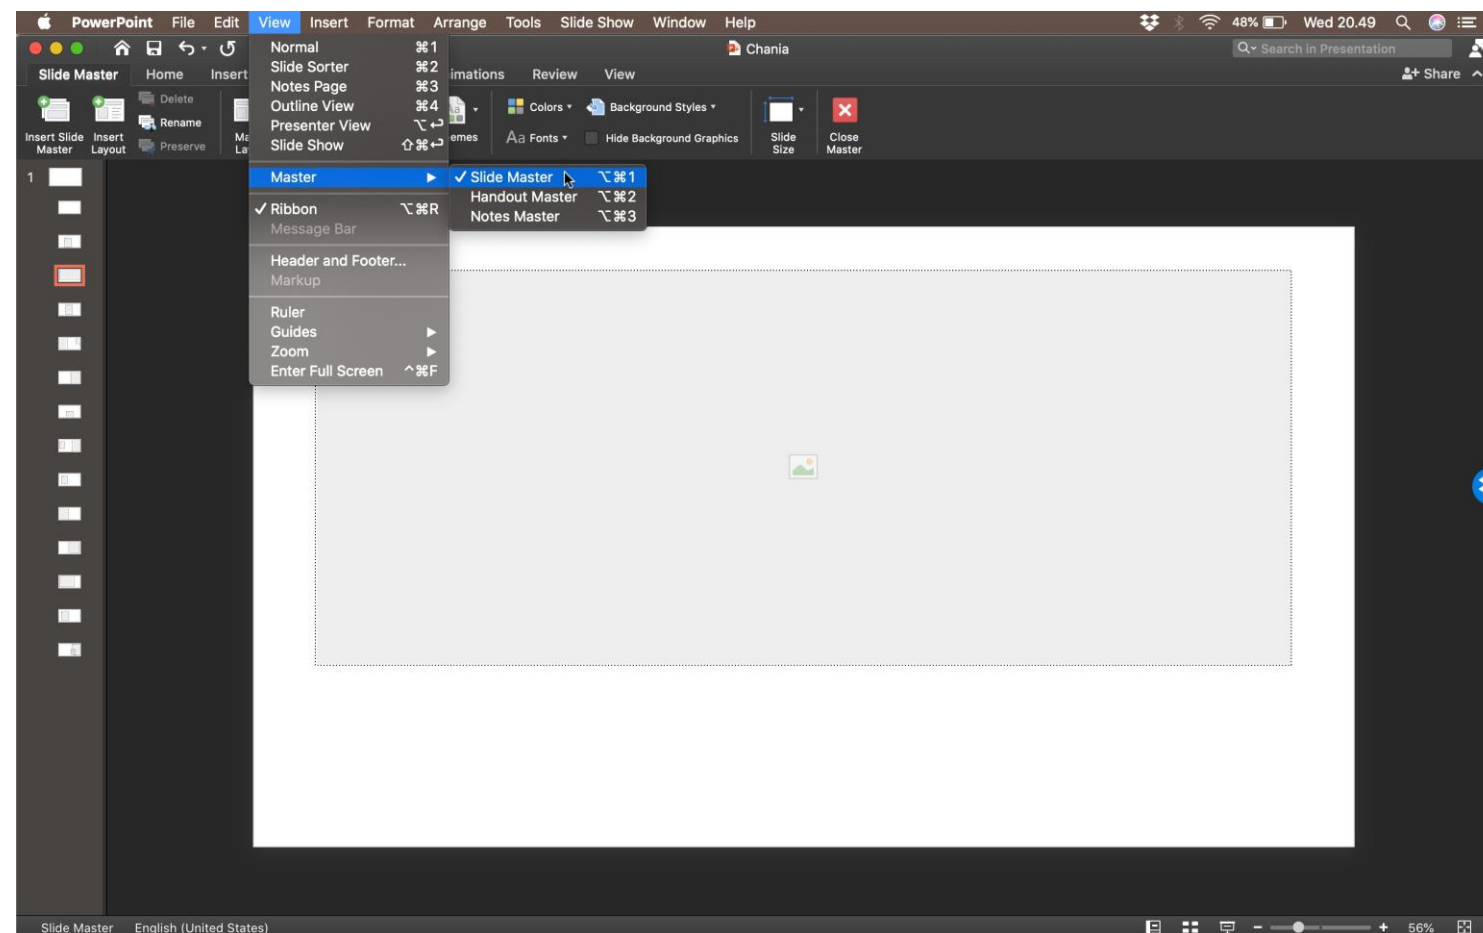 PowerPoint File Edit View Insert Format Arrange Tools Slide Show Window Help 48% Wed 20.49
Chania
Search in Presentation
Slide Master Home Insert imations Review View Share
Insert Slide Master
Insert Layout
Delete
Rename
Preserve
emes
Colors
Background Styles
Aa Fonts
Hide Background Graphics
Slide Size
Close Master
Normal ⌘1
Slide Sorter ⌘2
Notes Page ⌘3
Outline View ⌘4
Presenter View ⌥↩
Slide Show ⇧⌘↩
Master
✓ Slide Master ⌥⌘1
Handout Master ⌥⌘2
Notes Master ⌥⌘3
✓ Ribbon ⌥⌘R
Message Bar
Header and Footer...
Markup
Ruler
Guides
Zoom
Enter Full Screen ^⌘F
1
Slide Master English (United States) 56%